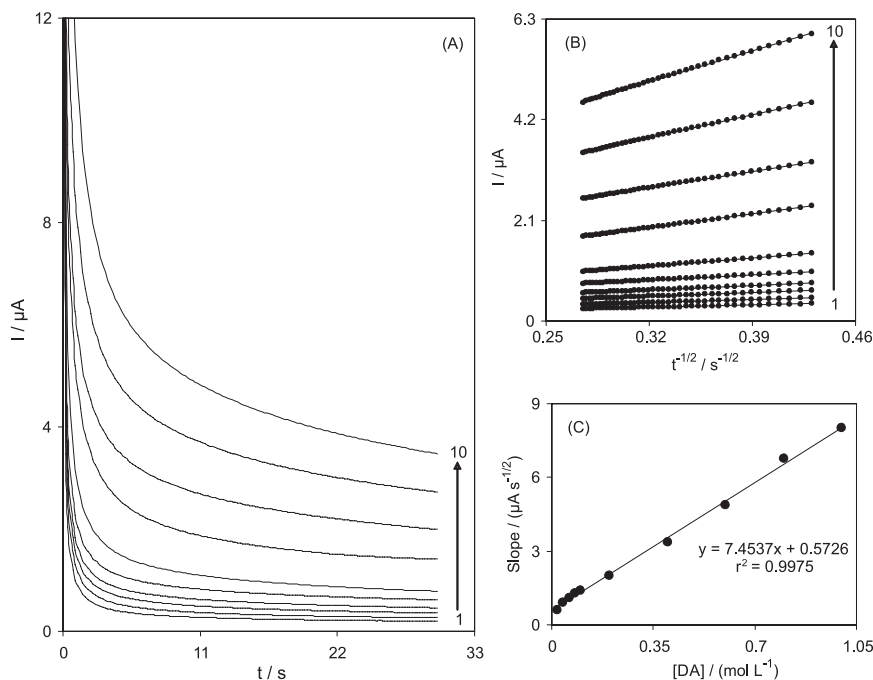 (A)
12
8
4
0
I / µA
10
1
0
11
22
33
t / s
(B)
6.3
4.2
2.1
0
I / µA
10
1
0.25
0.32
0.39
0.46
t⁻¹/² / s⁻¹/²
(C)
9
6
3
0
Slope / (µA s⁻¹/²)
y = 7.4537x + 0.5726
r² = 0.9975
0
0.35
0.7
1.05
[DA] / (mol L⁻¹)